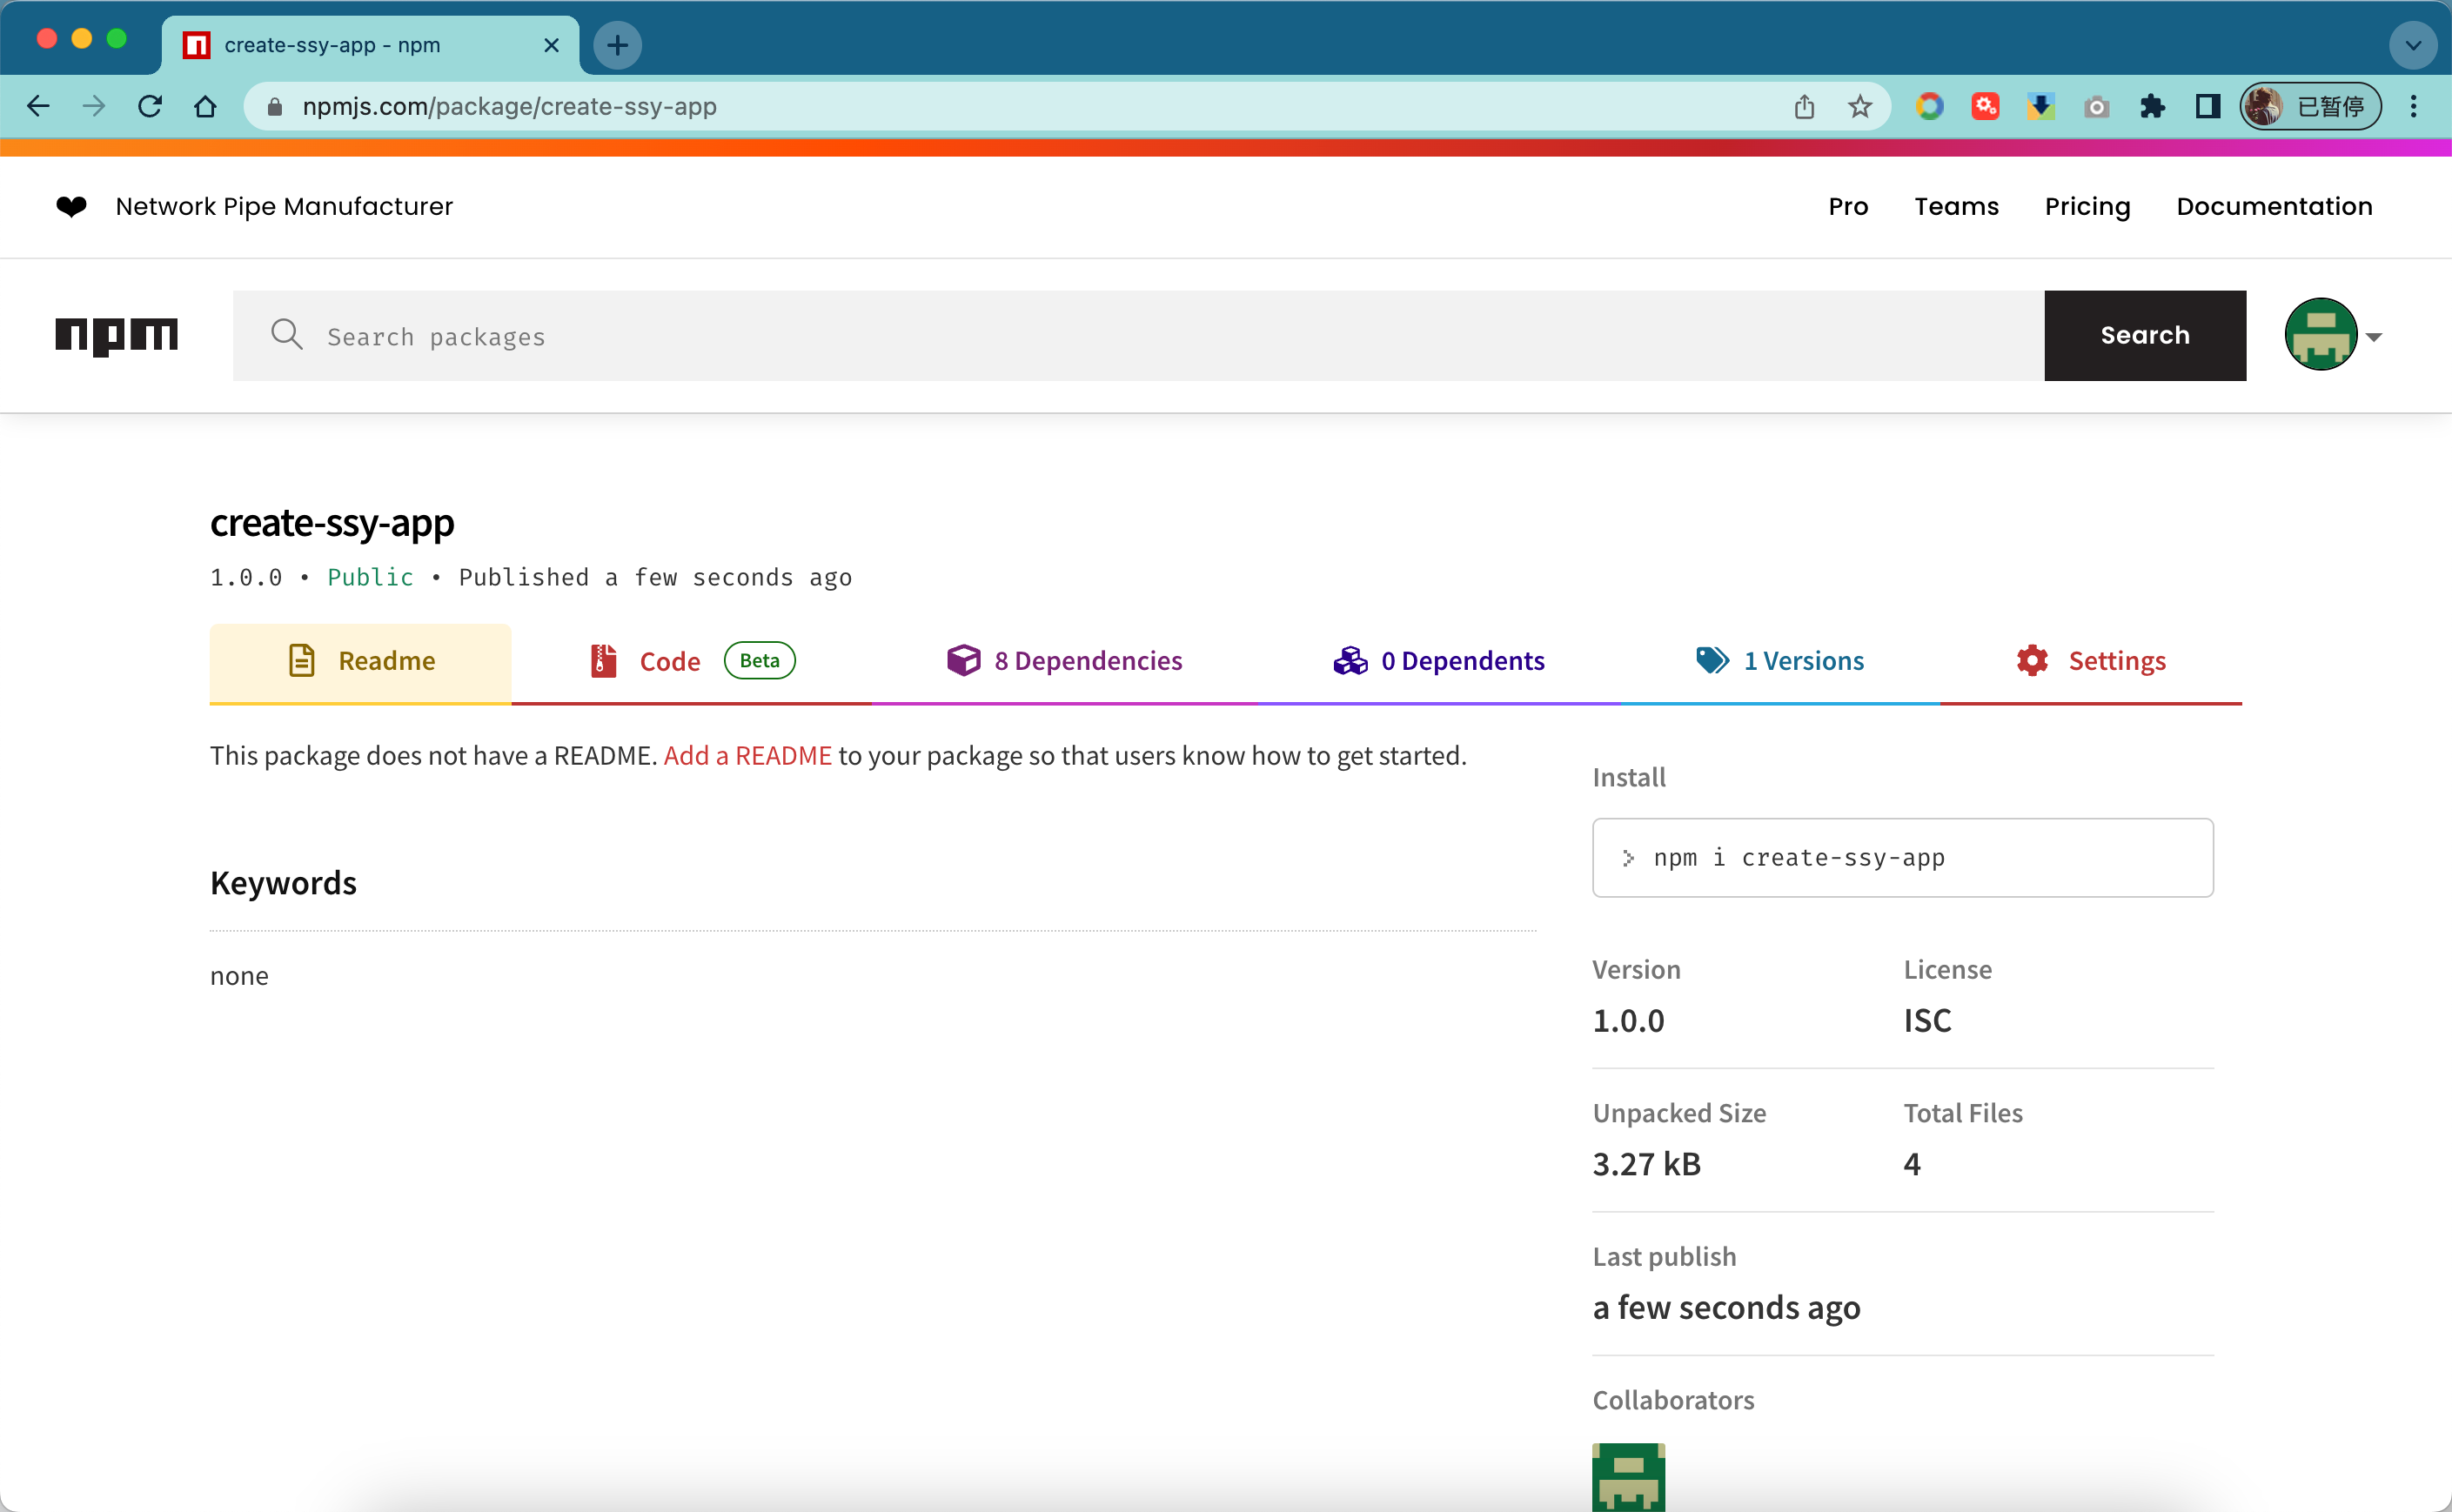 create-ssy-app - npm
npmjs.com/package/create-ssy-app
已暂停
Network Pipe Manufacturer
Pro
Teams
Pricing
Documentation
npm
Search packages
Search
create-ssy-app
1.0.0 • Public • Published a few seconds ago
Readme
Code Beta
8 Dependencies
0 Dependents
1 Versions
Settings
This package does not have a README. Add a README to your package so that users know how to get started.
Keywords
none
Install
> npm i create-ssy-app
Version
License
1.0.0
ISC
Unpacked Size
Total Files
3.27 kB
4
Last publish
a few seconds ago
Collaborators